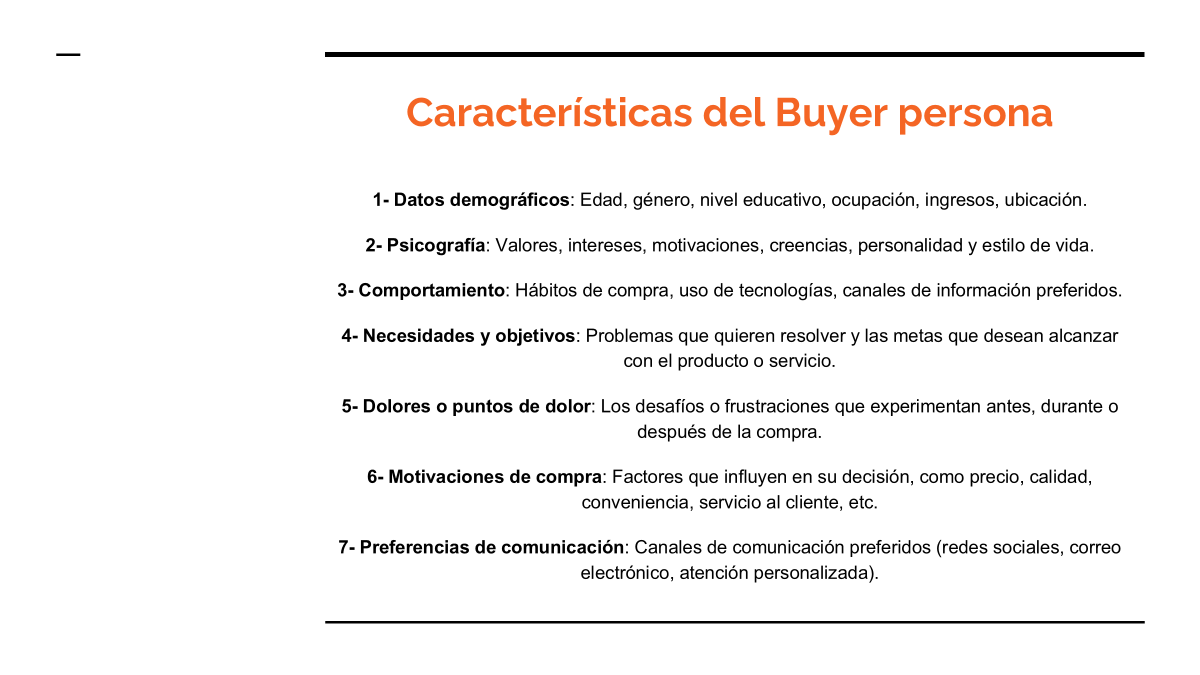 Características del Buyer persona
1- Datos demográficos: Edad, género, nivel educativo, ocupación, ingresos, ubicación.
2- Psicografía: Valores, intereses, motivaciones, creencias, personalidad y estilo de vida.
3- Comportamiento: Hábitos de compra, uso de tecnologías, canales de información preferidos.
4- Necesidades y objetivos: Problemas que quieren resolver y las metas que desean alcanzar
con el producto o servicio.
5- Dolores o puntos de dolor: Los desafíos o frustraciones que experimentan antes, durante o
después de la compra.
6- Motivaciones de compra: Factores que influyen en su decisión, como precio, calidad,
conveniencia, servicio al cliente, etc.
7- Preferencias de comunicación: Canales de comunicación preferidos (redes sociales, correo
electrónico, atención personalizada).